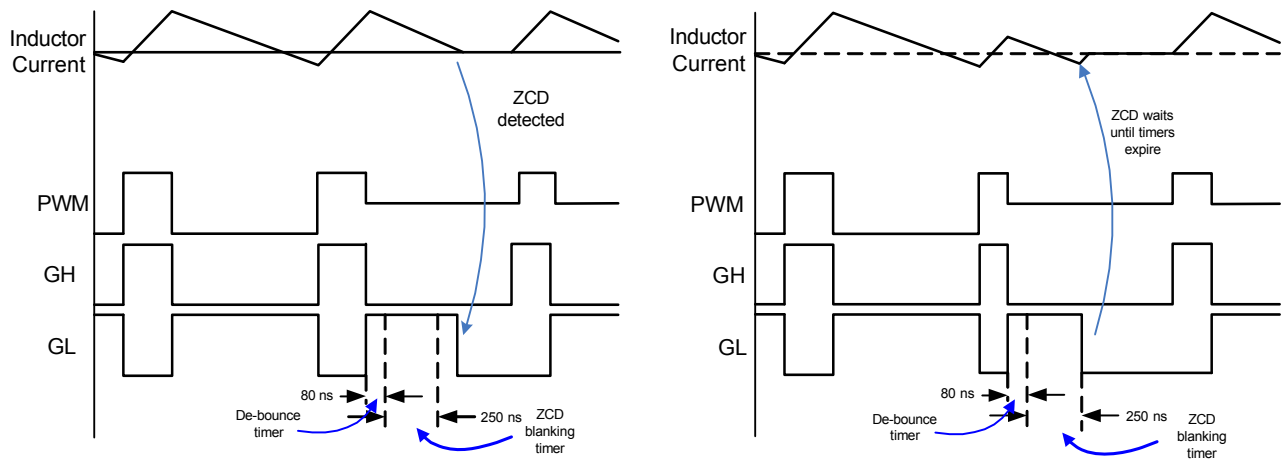 Inductor
Current
ZCD
detected
PWM
GH
GL
80 ns
De-bounce
timer
250 ns
ZCD
blanking
timer
Inductor
Current
ZCD waits
until timers
expire
PWM
GH
GL
80 ns
De-bounce
timer
250 ns
ZCD
blanking
timer